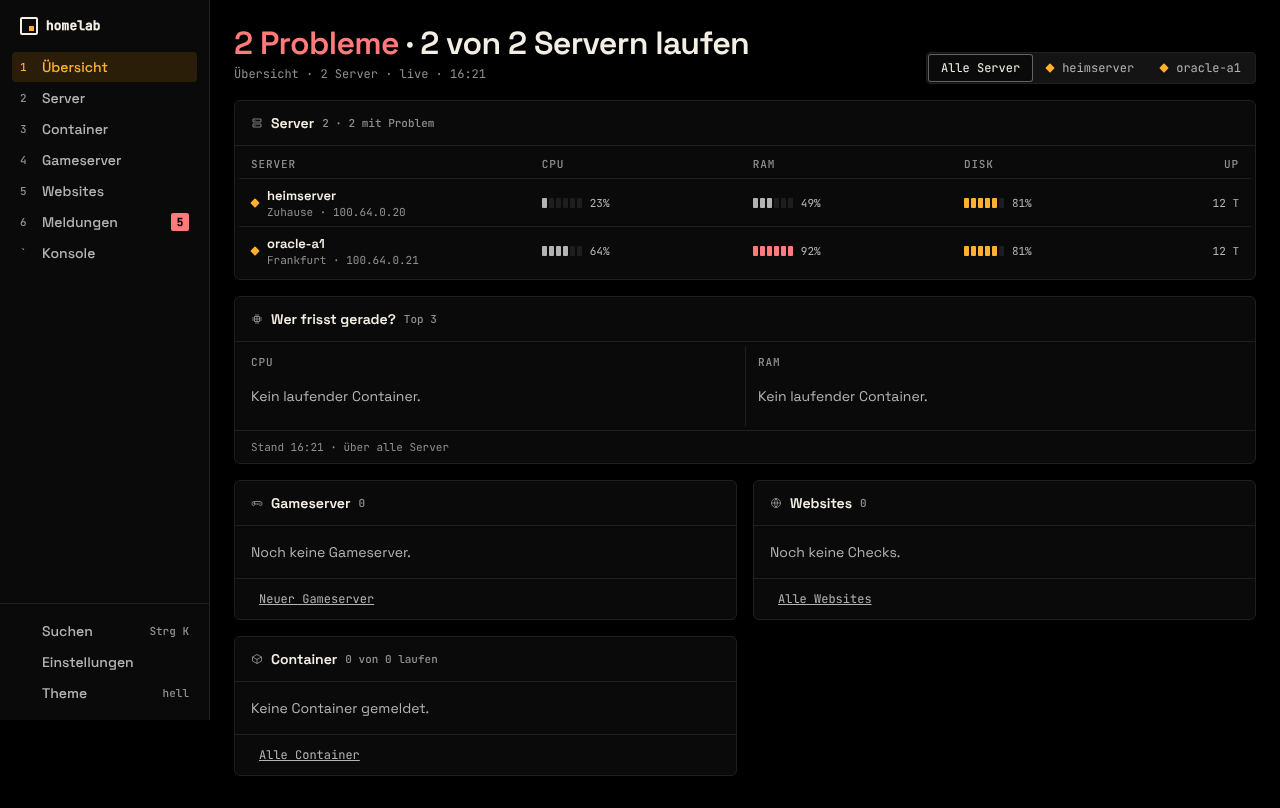 homelab
1 Übersicht
2 Server
3 Container
4 Gameserver
5 Websites
6 Meldungen 5
` Konsole
Suchen Strg K
Einstellungen
Theme hell
2 Probleme · 2 von 2 Servern laufen
Übersicht · 2 Server · live · 16:21
Alle Server heimserver oracle-a1
Server 2 · 2 mit Problem
SERVER CPU RAM DISK UP
heimserver
Zuhause · 100.64.0.20
23% 49% 81% 12 T
oracle-a1
Frankfurt · 100.64.0.21
64% 92% 81% 12 T
Wer frisst gerade? Top 3
CPU
Kein laufender Container.
RAM
Kein laufender Container.
Stand 16:21 · über alle Server
Gameserver 0
Noch keine Gameserver.
Neuer Gameserver
Websites 0
Noch keine Checks.
Alle Websites
Container 0 von 0 laufen
Keine Container gemeldet.
Alle Container